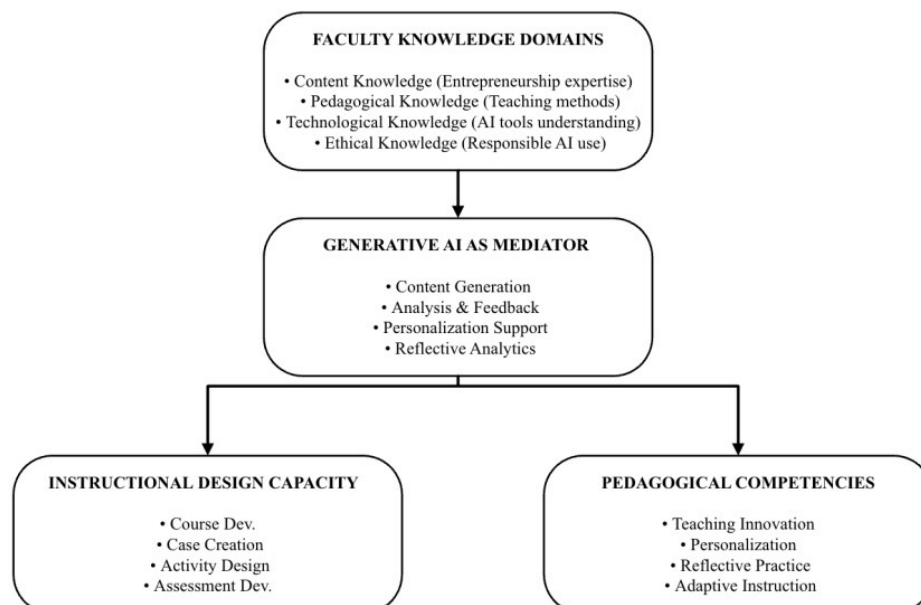 FACULTY KNOWLEDGE DOMAINS
• Content Knowledge (Entrepreneurship expertise)
• Pedagogical Knowledge (Teaching methods)
• Technological Knowledge (AI tools understanding)
• Ethical Knowledge (Responsible AI use)
GENERATIVE AI AS MEDIATOR
• Content Generation
• Analysis & Feedback
• Personalization Support
• Reflective Analytics
INSTRUCTIONAL DESIGN CAPACITY
• Course Dev.
• Case Creation
• Activity Design
• Assessment Dev.
PEDAGOGICAL COMPETENCIES
• Teaching Innovation
• Personalization
• Reflective Practice
• Adaptive Instruction